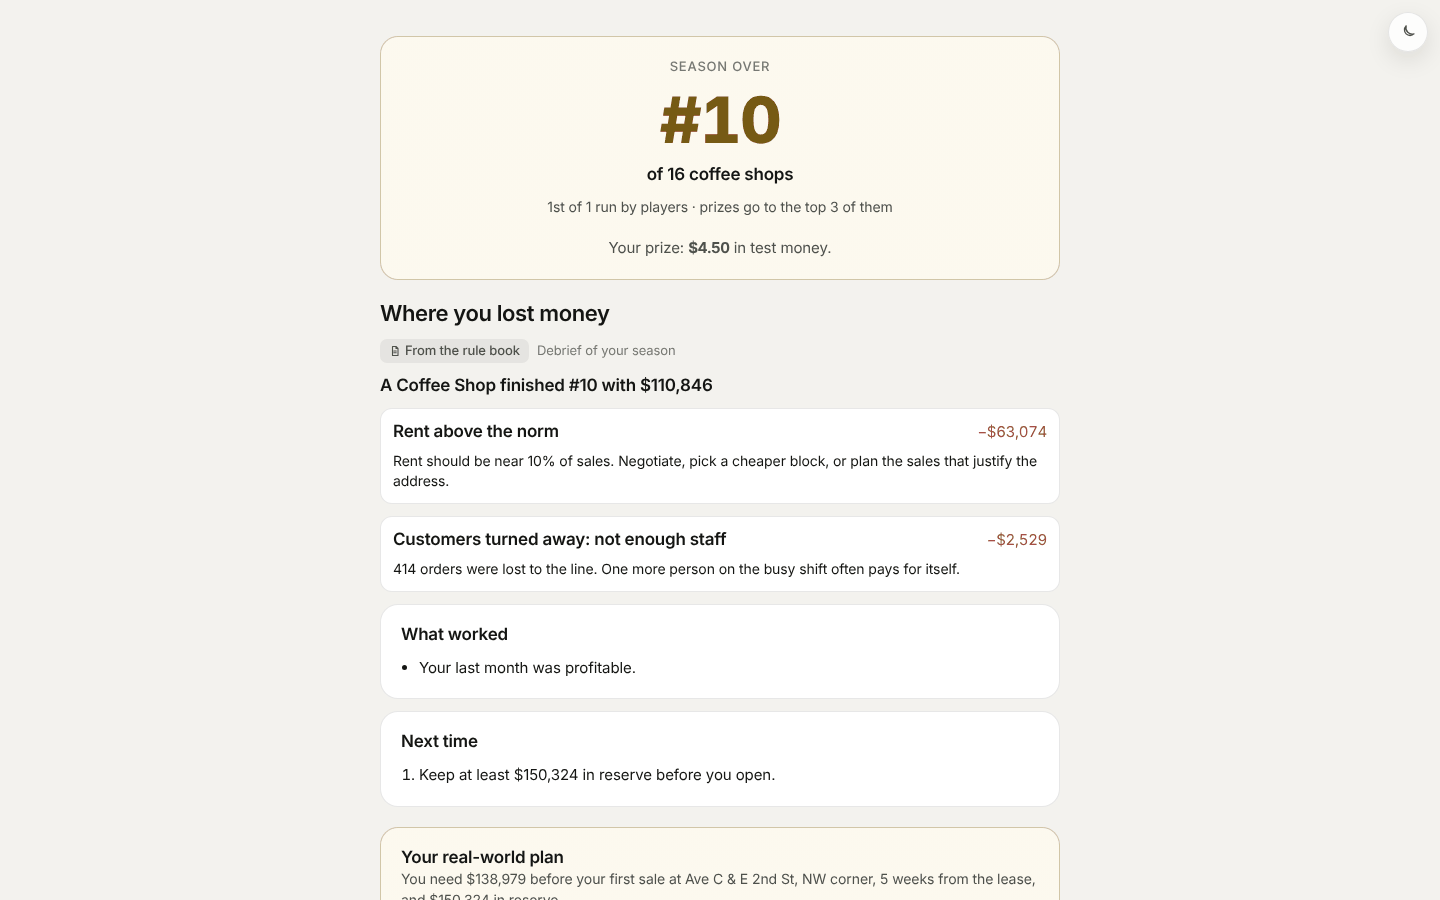 SEASON OVER
#10
of 16 coffee shops
1st of 1 run by players · prizes go to the top 3 of them
Your prize: $4.50 in test money.
Where you lost money
From the rule book
Debrief of your season
A Coffee Shop finished #10 with $110,846
Rent above the norm
−$63,074
Rent should be near 10% of sales. Negotiate, pick a cheaper block, or plan the sales that justify the
address.
Customers turned away: not enough staff
−$2,529
414 orders were lost to the line. One more person on the busy shift often pays for itself.
What worked
• Your last month was profitable.
Next time
1. Keep at least $150,324 in reserve before you open.
Your real-world plan
You need $138,979 before your first sale at Ave C & E 2nd St, NW corner, 5 weeks from the lease,
and $150,324 in reserve.